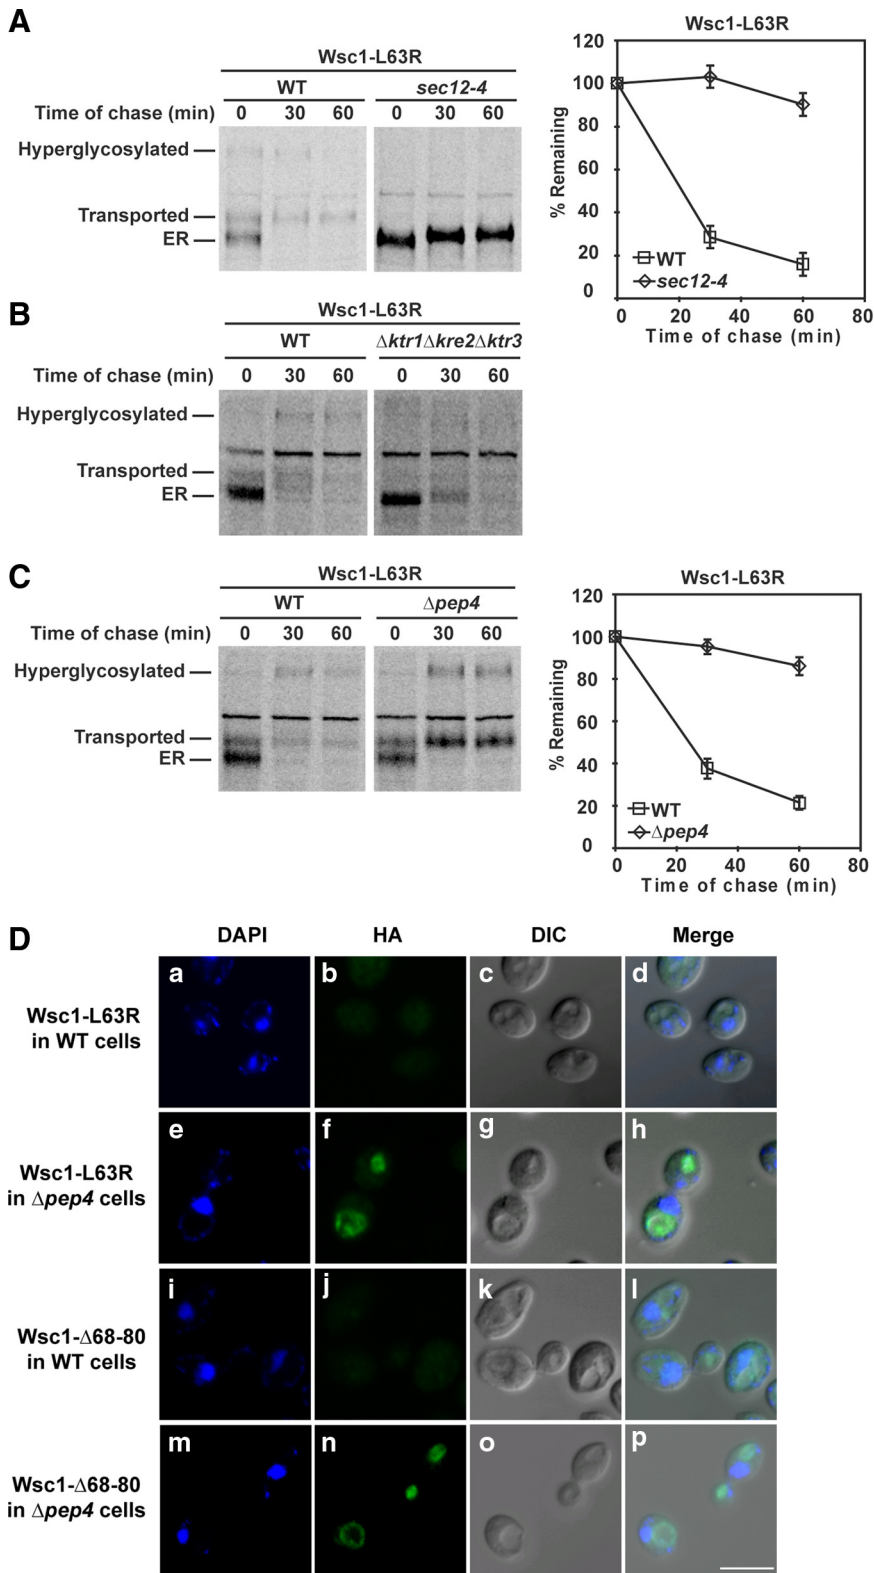 A
Wsc1-L63R
WT sec12-4
Time of chase (min) 0 30 60 0 30 60
Hyperglycosylated
Transported
ER
Wsc1-L63R
120
100
80
60
40
20
0
% Remaining
WT
sec12-4
0 20 40 60 80
Time of chase (min)
B
Wsc1-L63R
WT Δktr1Δkre2Δktr3
Time of chase (min) 0 30 60 0 30 60
Hyperglycosylated
Transported
ER
C
Wsc1-L63R
WT Δpep4
Time of chase (min) 0 30 60 0 30 60
Hyperglycosylated
Transported
ER
Wsc1-L63R
120
100
80
60
40
20
0
% Remaining
WT
Δpep4
0 20 40 60 80
Time of chase (min)
D
DAPI HA DIC Merge
Wsc1-L63R
in WT cells
a b c d
Wsc1-L63R
in Δpep4 cells
e f g h
Wsc1-Δ68-80
in WT cells
i j k l
Wsc1-Δ68-80
in Δpep4 cells
m n o p